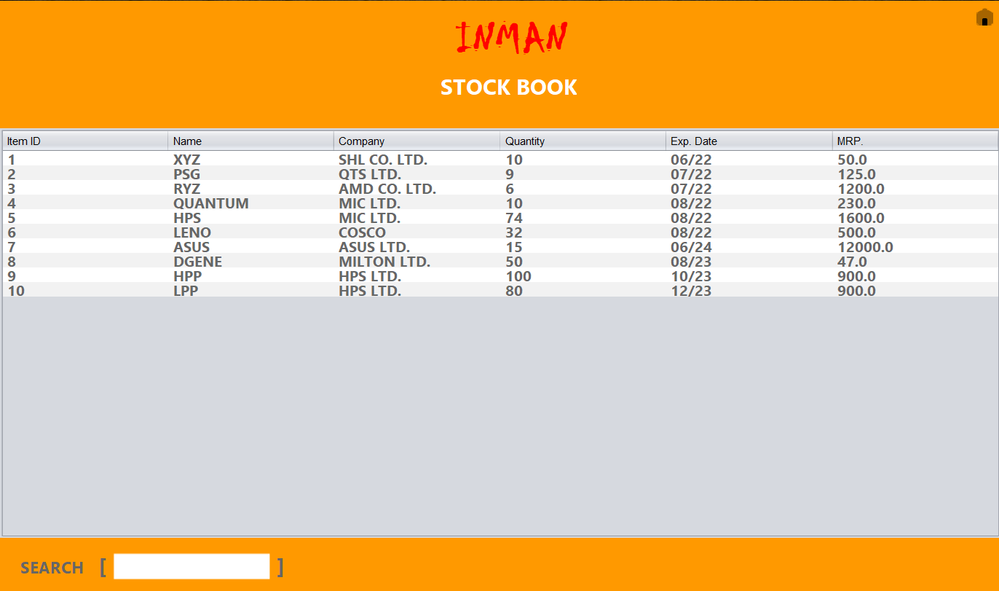 INMAN
STOCK BOOK
Item ID Name Company Quantity Exp. Date MRP.
1 XYZ SHL CO. LTD. 10 06/22 50.0
2 PSG QTS LTD. 9 07/22 125.0
3 RYZ AMD CO. LTD. 6 07/22 1200.0
4 QUANTUM MIC LTD. 10 08/22 230.0
5 HPS MIC LTD. 74 08/22 1600.0
6 LENO COSCO 32 08/22 500.0
7 ASUS ASUS LTD. 15 06/24 12000.0
8 DGENE MILTON LTD. 50 08/23 47.0
9 HPP HPS LTD. 100 10/23 900.0
10 LPP HPS LTD. 80 12/23 900.0
SEARCH [ ]